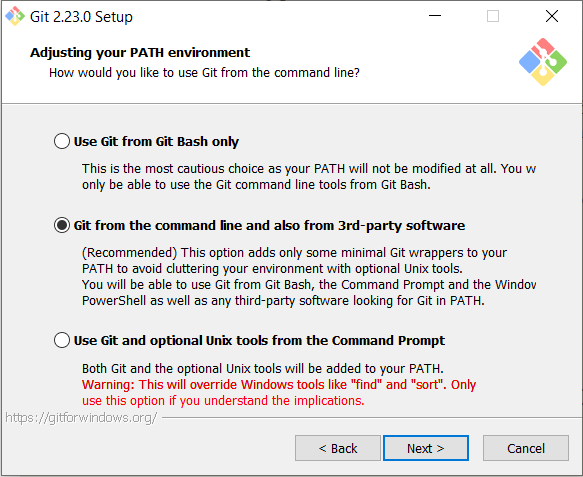 Git 2.23.0 Setup
Adjusting your PATH environment
How would you like to use Git from the command line?
Use Git from Git Bash only
This is the most cautious choice as your PATH will not be modified at all. You w
only be able to use the Git command line tools from Git Bash.
Git from the command line and also from 3rd-party software
(Recommended) This option adds only some minimal Git wrappers to your
PATH to avoid cluttering your environment with optional Unix tools.
You will be able to use Git from Git Bash, the Command Prompt and the Window
PowerShell as well as any third-party software looking for Git in PATH.
Use Git and optional Unix tools from the Command Prompt
Both Git and the optional Unix tools will be added to your PATH.
Warning: This will override Windows tools like "find" and "sort". Only
use this option if you understand the implications.
https://gitforwindows.org/
< Back
Next >
Cancel